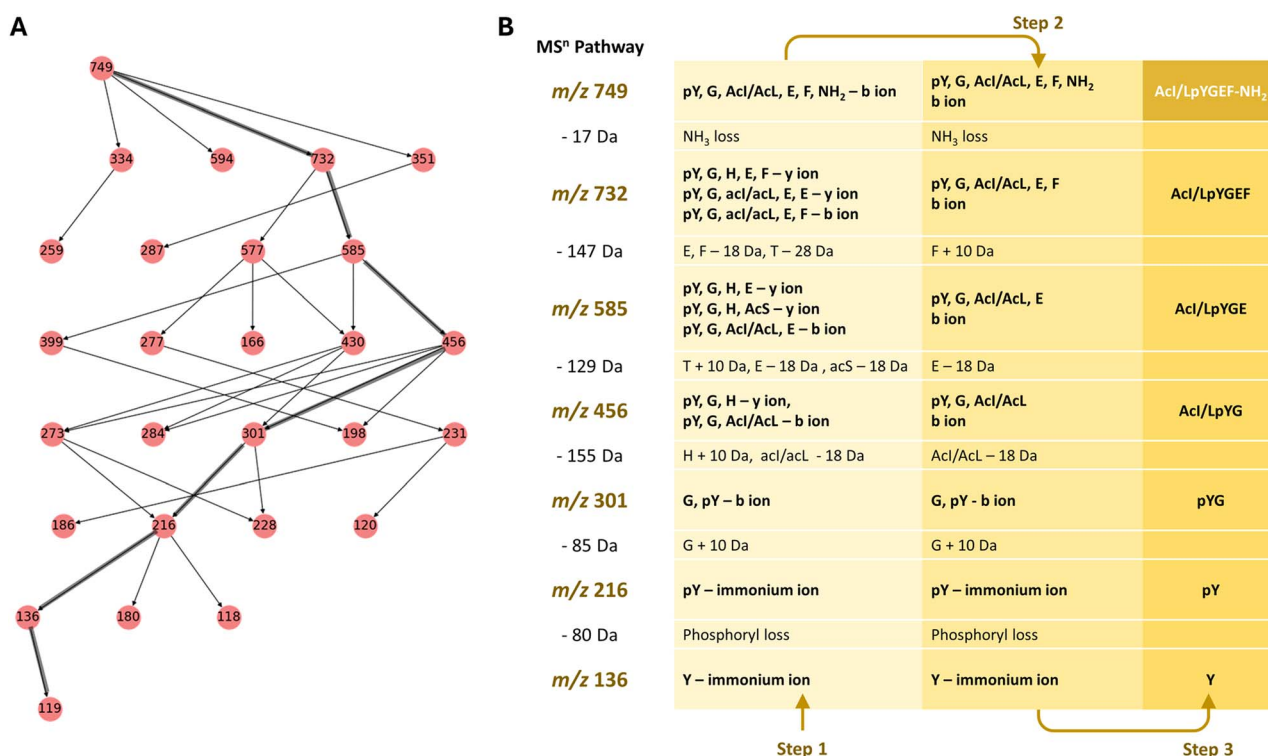 A
749
334
594
732
351
259
287
577
585
399
277
166
430
456
273
284
301
198
231
186
216
228
120
136
180
118
119
B
Step 2
MSⁿ Pathway
m/z 749
pY, G, AcI/AcL, E, F, NH₂ – b ion
pY, G, AcI/AcL, E, F, NH₂
b ion
AcI/LpYGEF-NH₂
- 17 Da
NH₃ loss
NH₃ loss
m/z 732
pY, G, H, E, F – y ion
pY, G, acI/acL, E, E – y ion
pY, G, acI/acL, E, F – b ion
pY, G, AcI/AcL, E, F
b ion
AcI/LpYGEF
- 147 Da
E, F – 18 Da, T – 28 Da
F + 10 Da
m/z 585
pY, G, H, E – y ion
pY, G, H, AcS – y ion
pY, G, AcI/AcL, E – b ion
pY, G, AcI/AcL, E
b ion
AcI/LpYGE
- 129 Da
T + 10 Da, E – 18 Da , acS – 18 Da
E – 18 Da
m/z 456
pY, G, H – y ion,
pY, G, AcI/AcL – b ion
pY, G, AcI/AcL
b ion
AcI/LpYG
- 155 Da
H + 10 Da, acI/acL - 18 Da
AcI/AcL – 18 Da
m/z 301
G, pY – b ion
G, pY - b ion
pYG
- 85 Da
G + 10 Da
G + 10 Da
m/z 216
pY – immonium ion
pY – immonium ion
pY
- 80 Da
Phosphoryl loss
Phosphoryl loss
m/z 136
Y – immonium ion
Y – immonium ion
Y
Step 1
Step 3